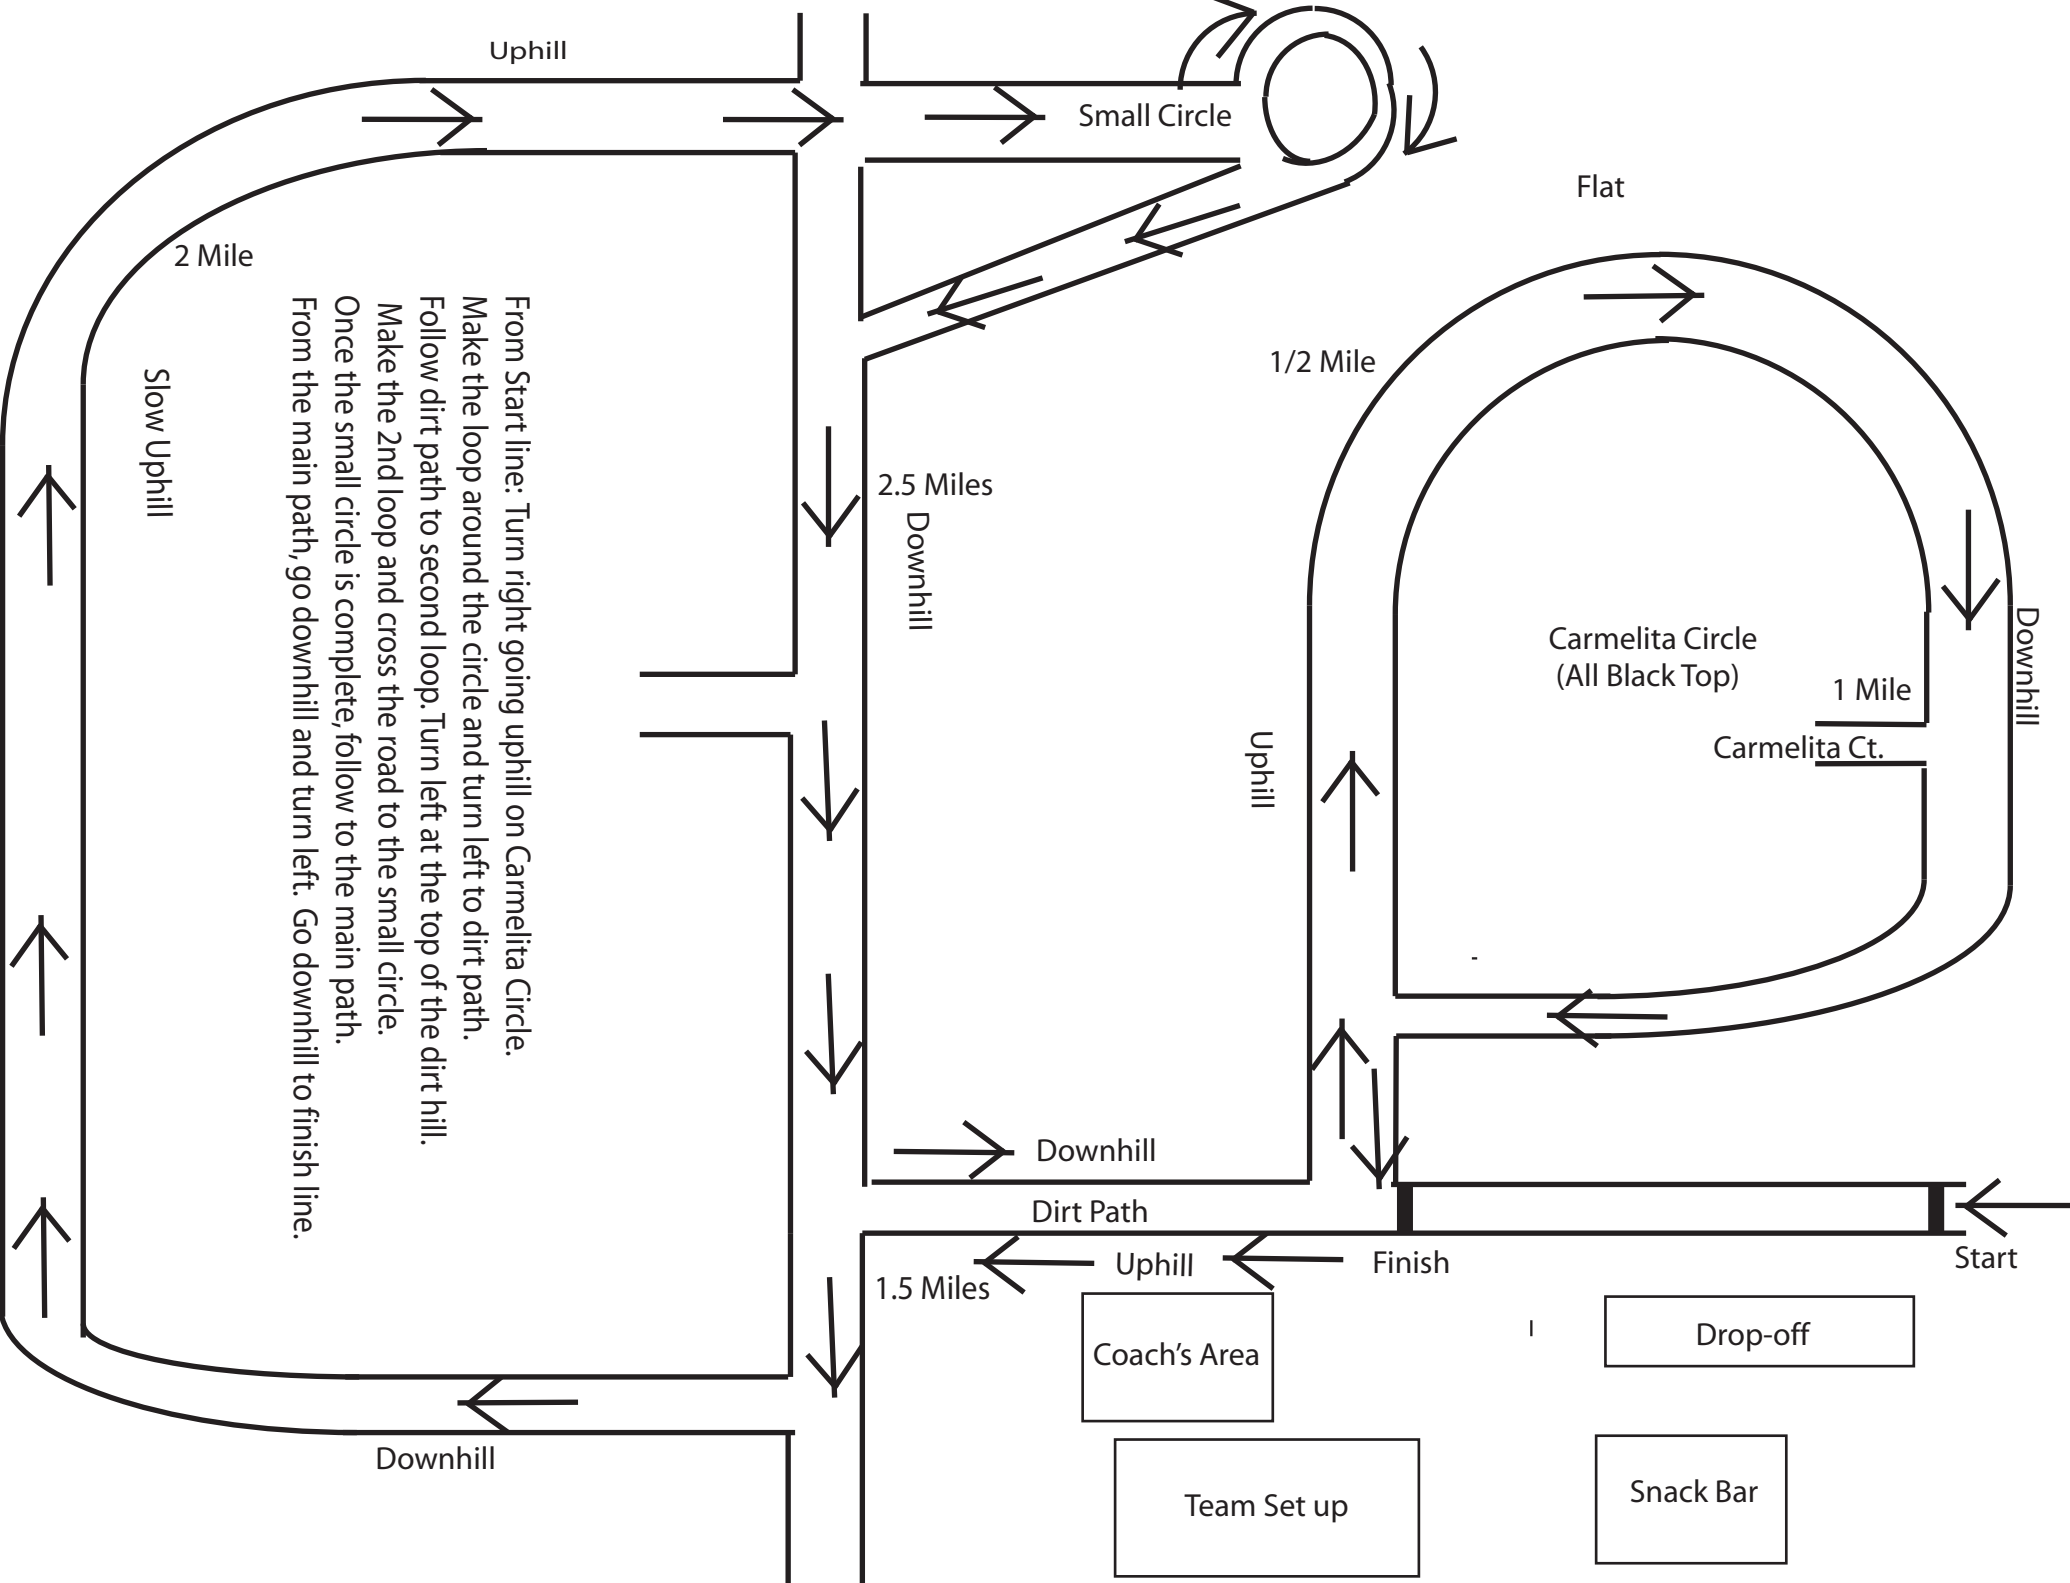 Uphill
Small Circle
Flat
2 Mile
1/2 Mile
Slow Uphill
From Start line: Turn right going uphill on Carmelita Circle.
Make the loop around the circle and turn left to dirt path.
Follow dirt path to second loop. Turn left at the top of the dirt hill.
Make the 2nd loop and cross the road to the small circle.
Once the small circle is complete, follow to the main path.
From the main path, go downhill and turn left. Go downhill to finish line.
2.5 Miles
Downhill
Carmelita Circle
(All Black Top)
1 Mile
Downhill
Carmelita Ct.
Uphill
Downhill
Dirt Path
Uphill
Finish
Start
1.5 Miles
Coach's Area
Drop-off
Downhill
Team Set up
Snack Bar